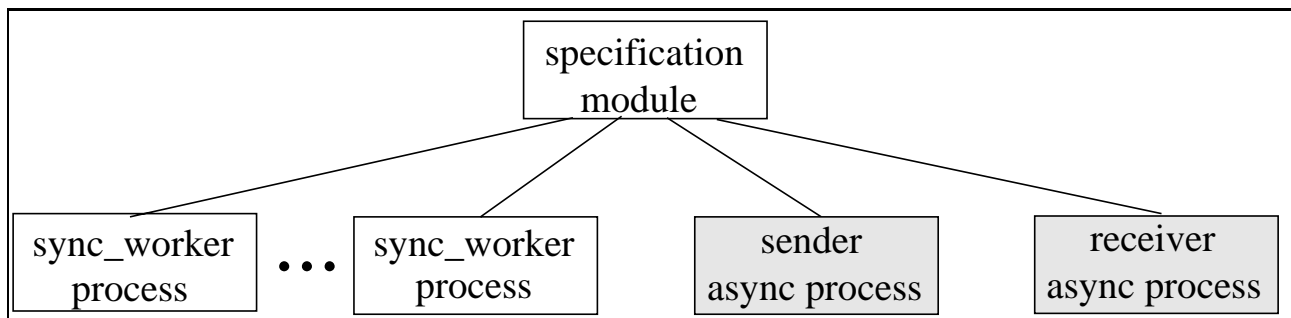 specification
module
sync_worker
process
sync_worker
process
sender
async process
receiver
async process